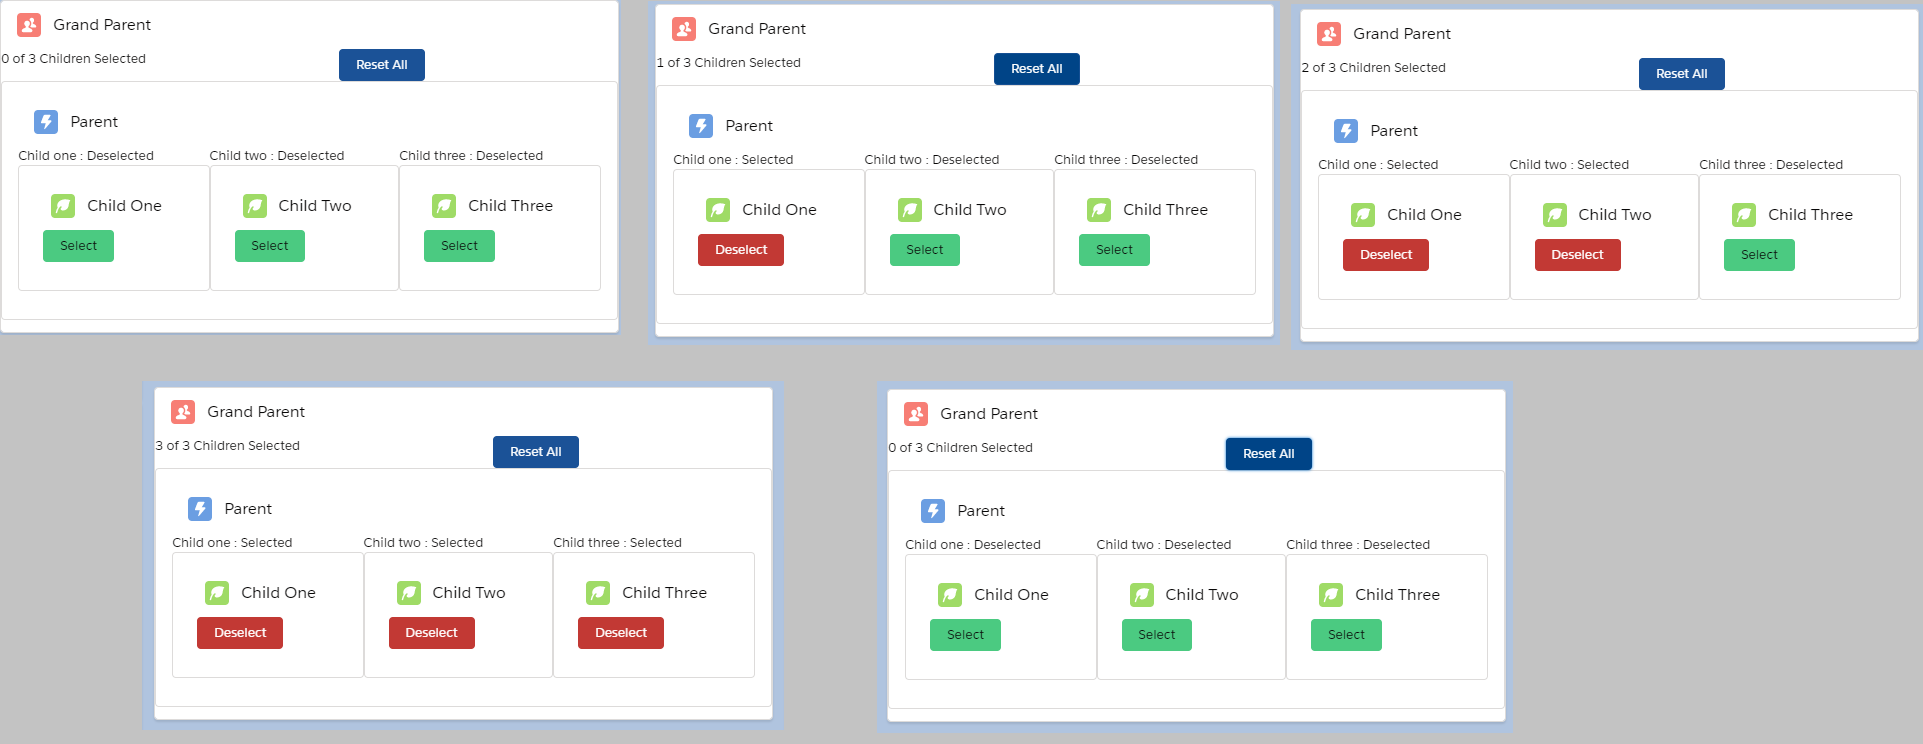 Grand Parent
0 of 3 Children Selected
Reset All
Parent
Child one : Deselected Child two : Deselected Child three : Deselected
Child One Child Two Child Three
Select Select Select
Grand Parent
1 of 3 Children Selected
Reset All
Parent
Child one : Selected Child two : Deselected Child three : Deselected
Child One Child Two Child Three
Deselect Select Select
Grand Parent
2 of 3 Children Selected
Reset All
Parent
Child one : Selected Child two : Selected Child three : Deselected
Child One Child Two Child Three
Deselect Deselect Select
Grand Parent
3 of 3 Children Selected
Reset All
Parent
Child one : Selected Child two : Selected Child three : Selected
Child One Child Two Child Three
Deselect Deselect Deselect
Grand Parent
0 of 3 Children Selected
Reset All
Parent
Child one : Deselected Child two : Deselected Child three : Deselected
Child One Child Two Child Three
Select Select Select